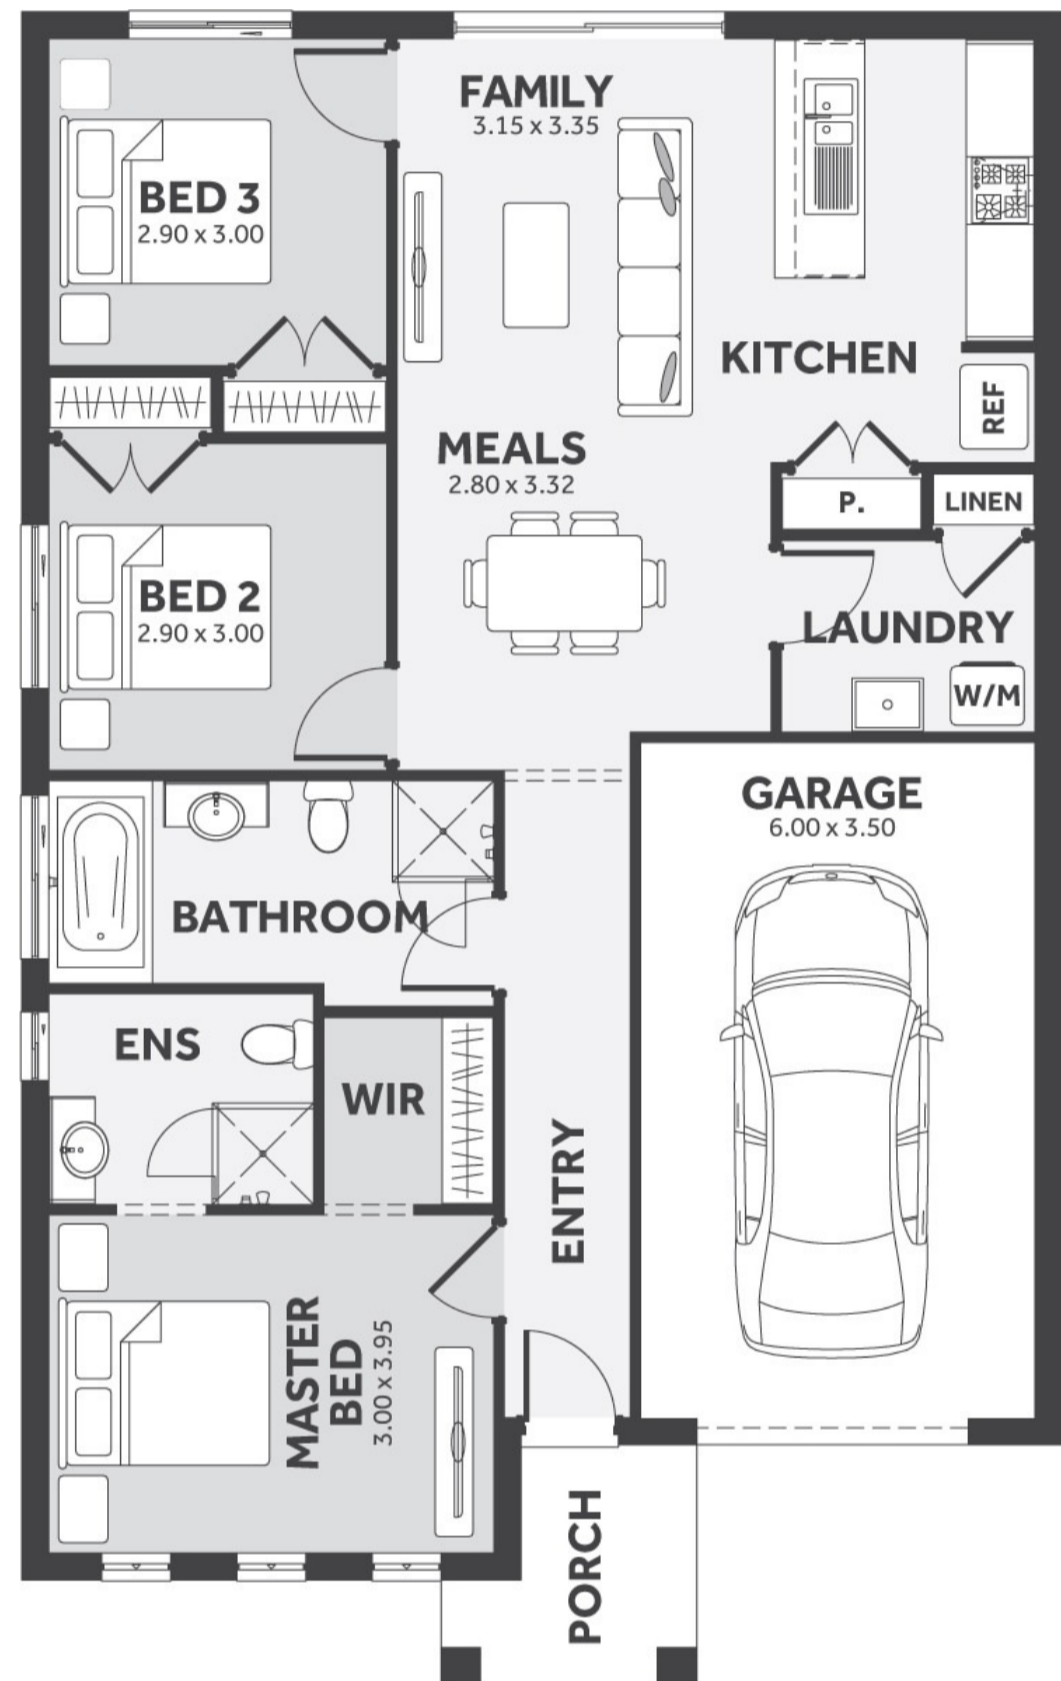 FAMILY
3.15 x 3.35
BED 3
2.90 x 3.00
KITCHEN
REF
MEALS
2.80 x 3.32
P.
LINEN
BED 2
2.90 x 3.00
LAUNDRY
W/M
GARAGE
6.00 x 3.50
BATHROOM
ENS
WIR
ENTRY
MASTER
BED
3.00 x 3.95
PORCH